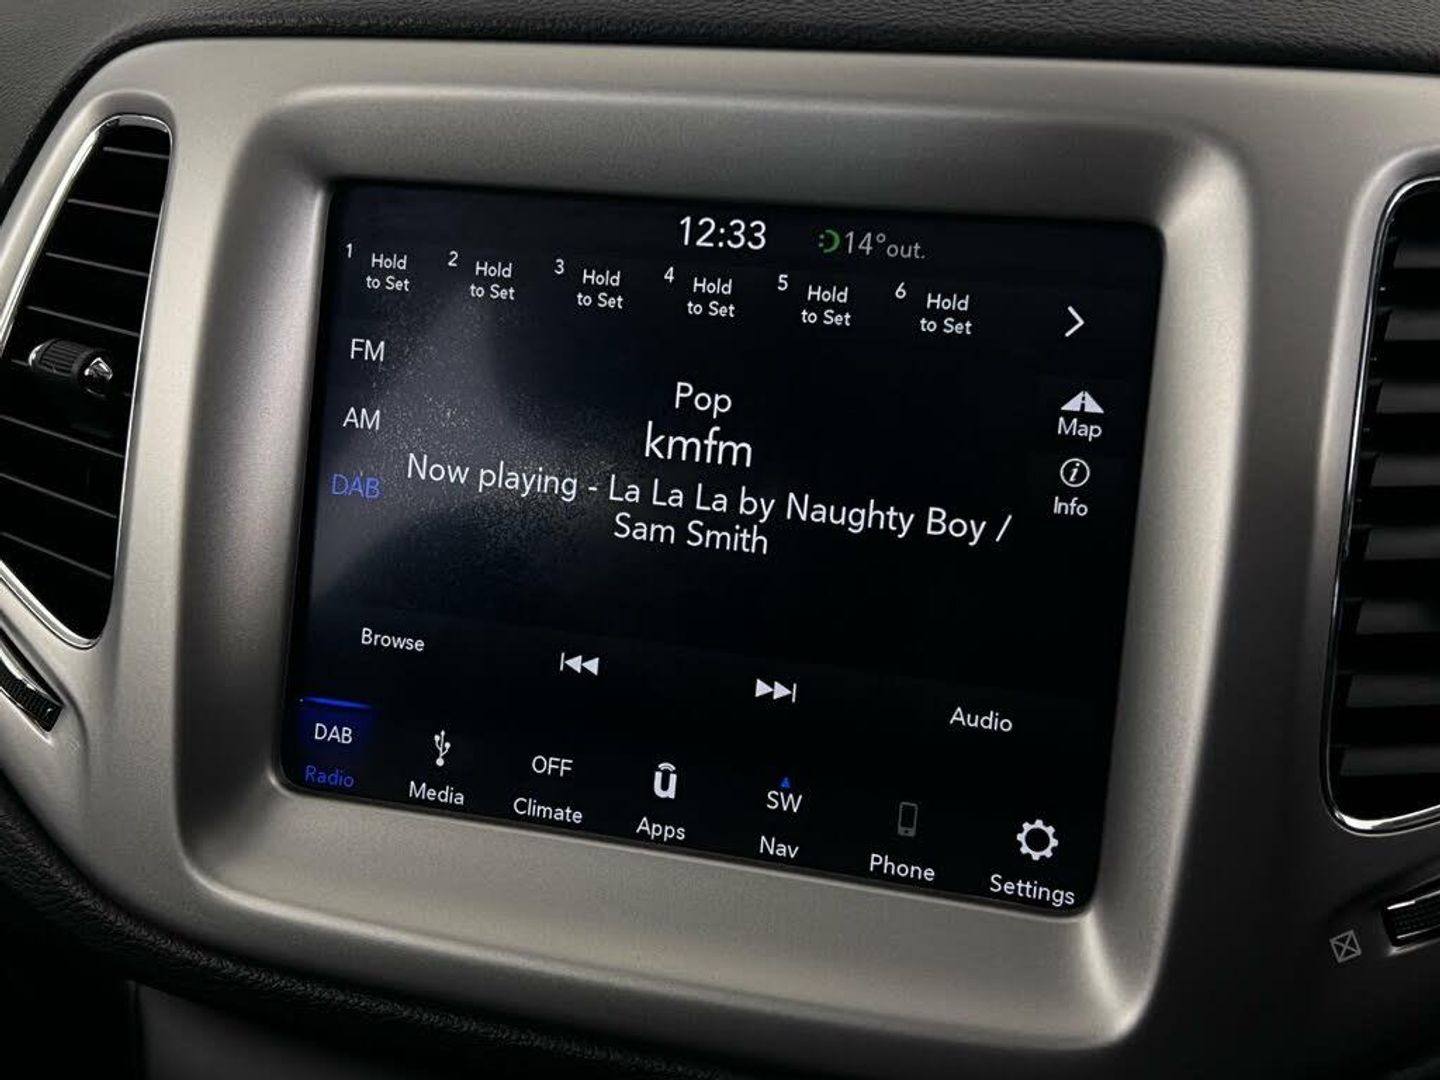 12:33 14°out.
1 Hold to Set
2 Hold to Set
3 Hold to Set
4 Hold to Set
5 Hold to Set
6 Hold to Set
FM
AM
DAB
Pop
kmfm
Now playing - La La La by Naughty Boy /
Sam Smith
Map
Info
Browse
Audio
DAB
Radio
Media
OFF
Climate
u
Apps
SW
Nav
Phone
Settings